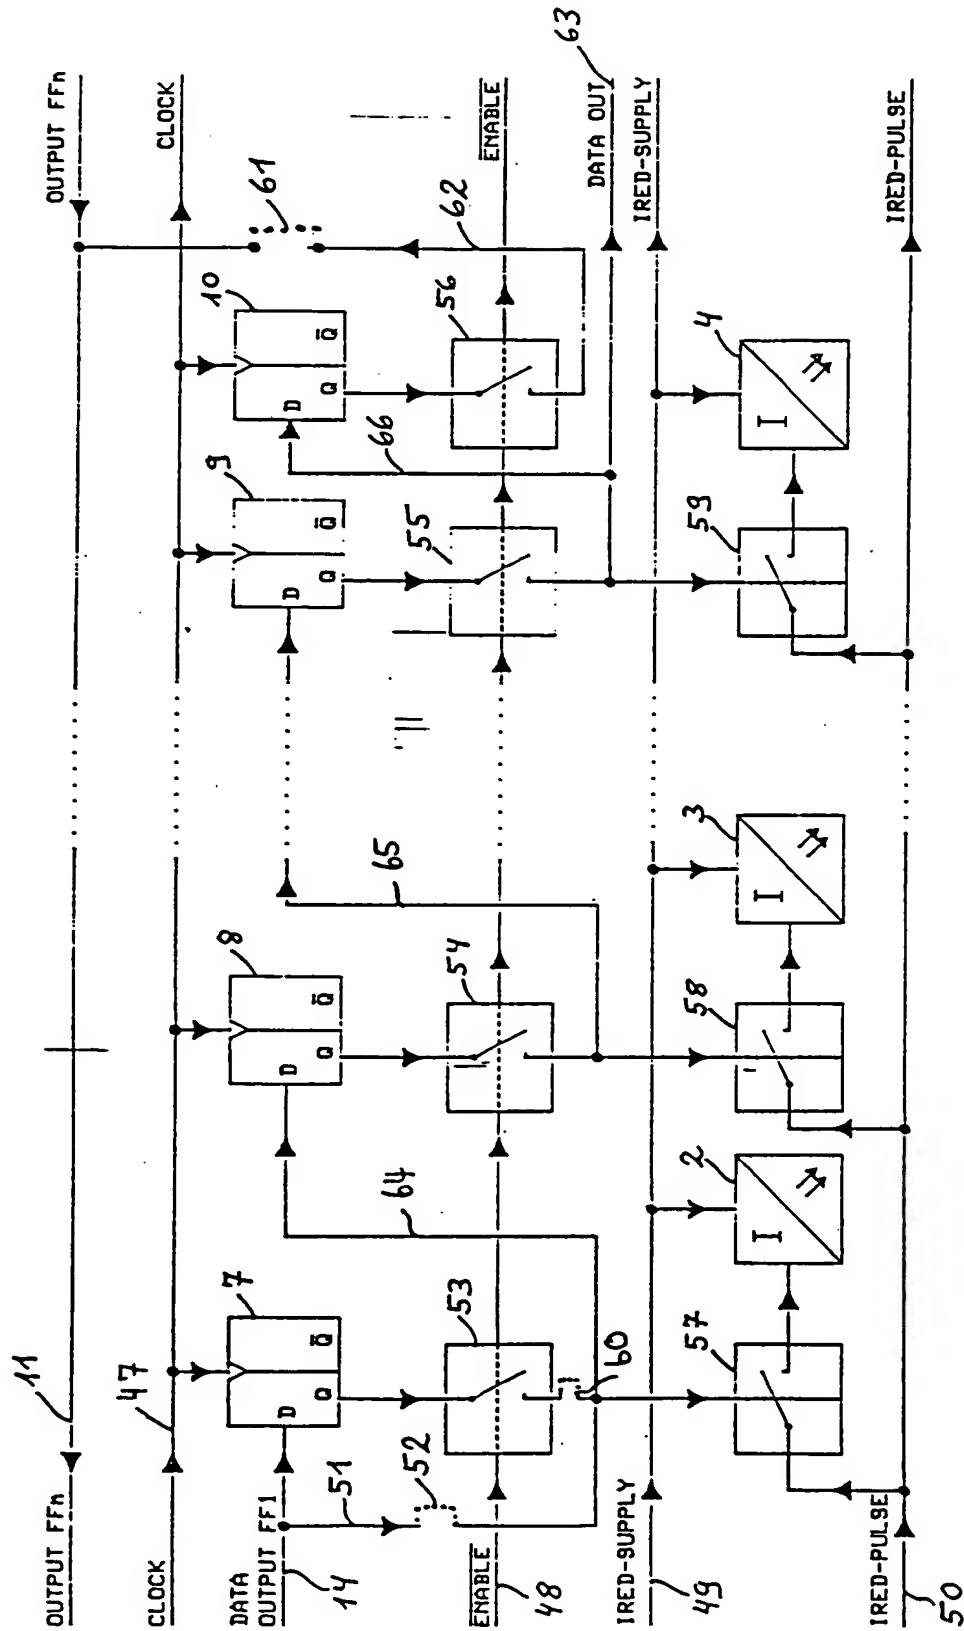 OUTPUT FFn
11
OUTPUT FFn
CLOCK
47
CLOCK
DATA
OUTPUT FF1
14
51
52
D
Q
Q̅
7
64
D
Q
Q̅
8
65
D
Q
Q̅
9
66
D
Q
Q̅
10
61
62
E̅N̅A̅B̅L̅E̅
48
53
60
54
55
56
E̅N̅A̅B̅L̅E̅
DATA OUT
63
IRED-SUPPLY
49
IRED-SUPPLY
57
I
2
58
I
3
59
I
4
IRED-PULSE
50
IRED-PULSE